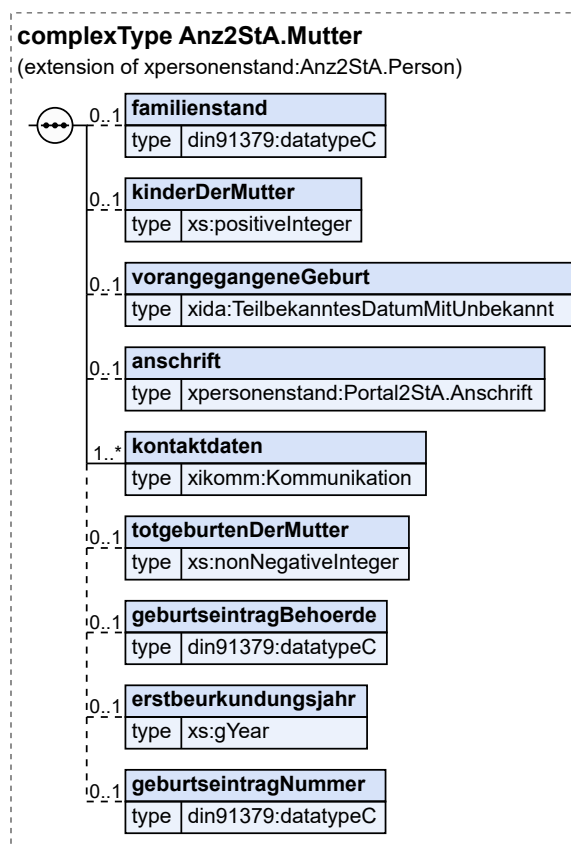 complexType Anz2StA.Mutter
(extension of xpersonenstand:Anz2StA.Person)
0..1 familienstand
type din91379:datatypeC
0..1 kinderDerMutter
type xs:positiveInteger
0..1 vorangegangeneGeburt
type xida:TeilbekanntesDatumMitUnbekannt
0..1 anschrift
type xpersonenstand:Portal2StA.Anschrift
1..* kontaktdaten
type xikomm:Kommunikation
0..1 totgeburtenDerMutter
type xs:nonNegativeInteger
0..1 geburtseintragBehoerde
type din91379:datatypeC
0..1 erstbeurkundungsjahr
type xs:gYear
0..1 geburtseintragNummer
type din91379:datatypeC